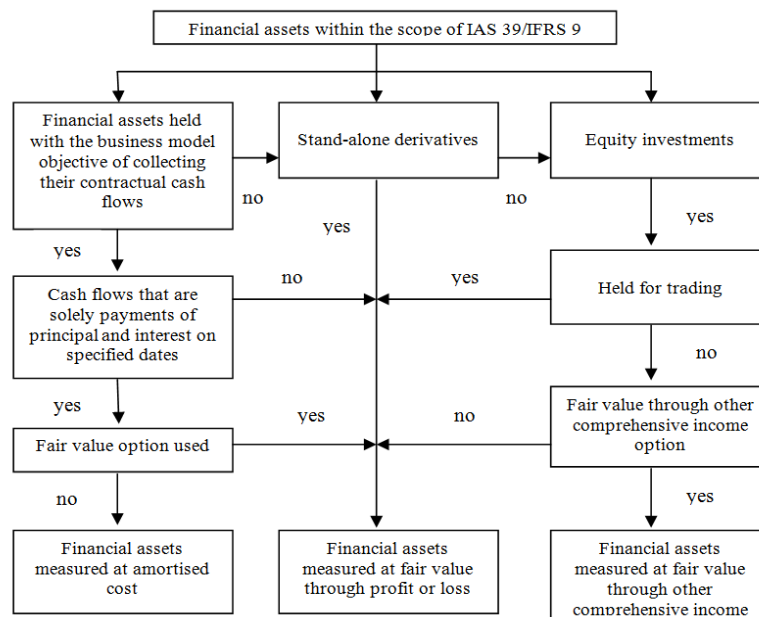 Financial assets within the scope of IAS 39/IFRS 9
Financial assets held
with the business model
objective of collecting
their contractual cash
flows
Stand-alone derivatives
Equity investments
no
no
yes
yes
yes
Cash flows that are
solely payments of
principal and interest on
specified dates
no
yes
Held for trading
no
yes
Fair value option used
yes
no
Fair value through other
comprehensive income
option
no
yes
Financial assets
measured at amortised
cost
Financial assets
measured at fair value
through profit or loss
Financial assets
measured at fair value
through other
comprehensive income